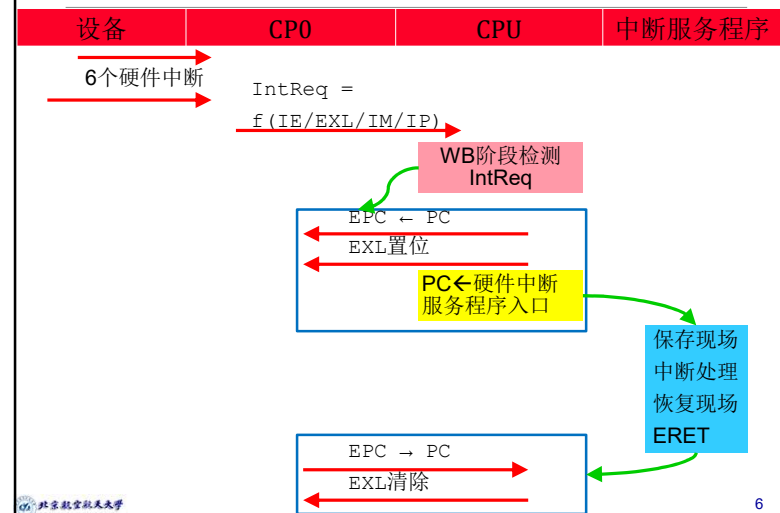 设备 CP0 CPU 中断服务程序
6个硬件中断
IntReq =
f(IE/EXL/IM/IP)
WB阶段检测
IntReq
EPC ← PC
EXL置位
PC←硬件中断
服务程序入口
保存现场
中断处理
恢复现场
ERET
EPC → PC
EXL清除
北京航空航天大学
6